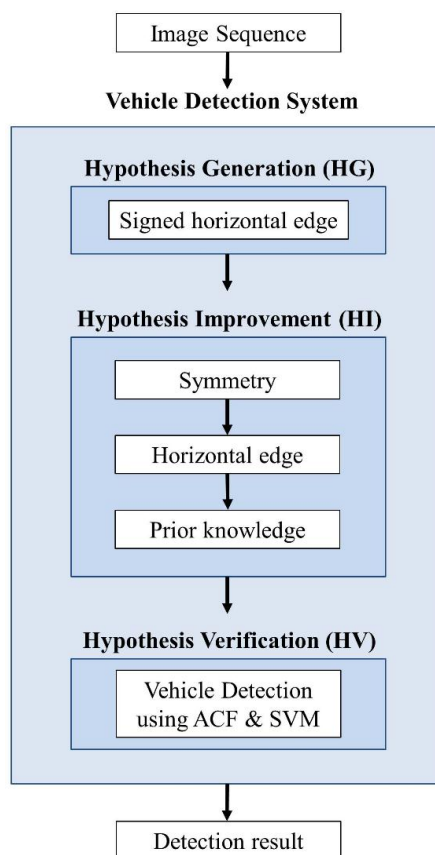 Image Sequence
Vehicle Detection System
Hypothesis Generation (HG)
Signed horizontal edge
Hypothesis Improvement (HI)
Symmetry
Horizontal edge
Prior knowledge
Hypothesis Verification (HV)
Vehicle Detection
using ACF & SVM
Detection result